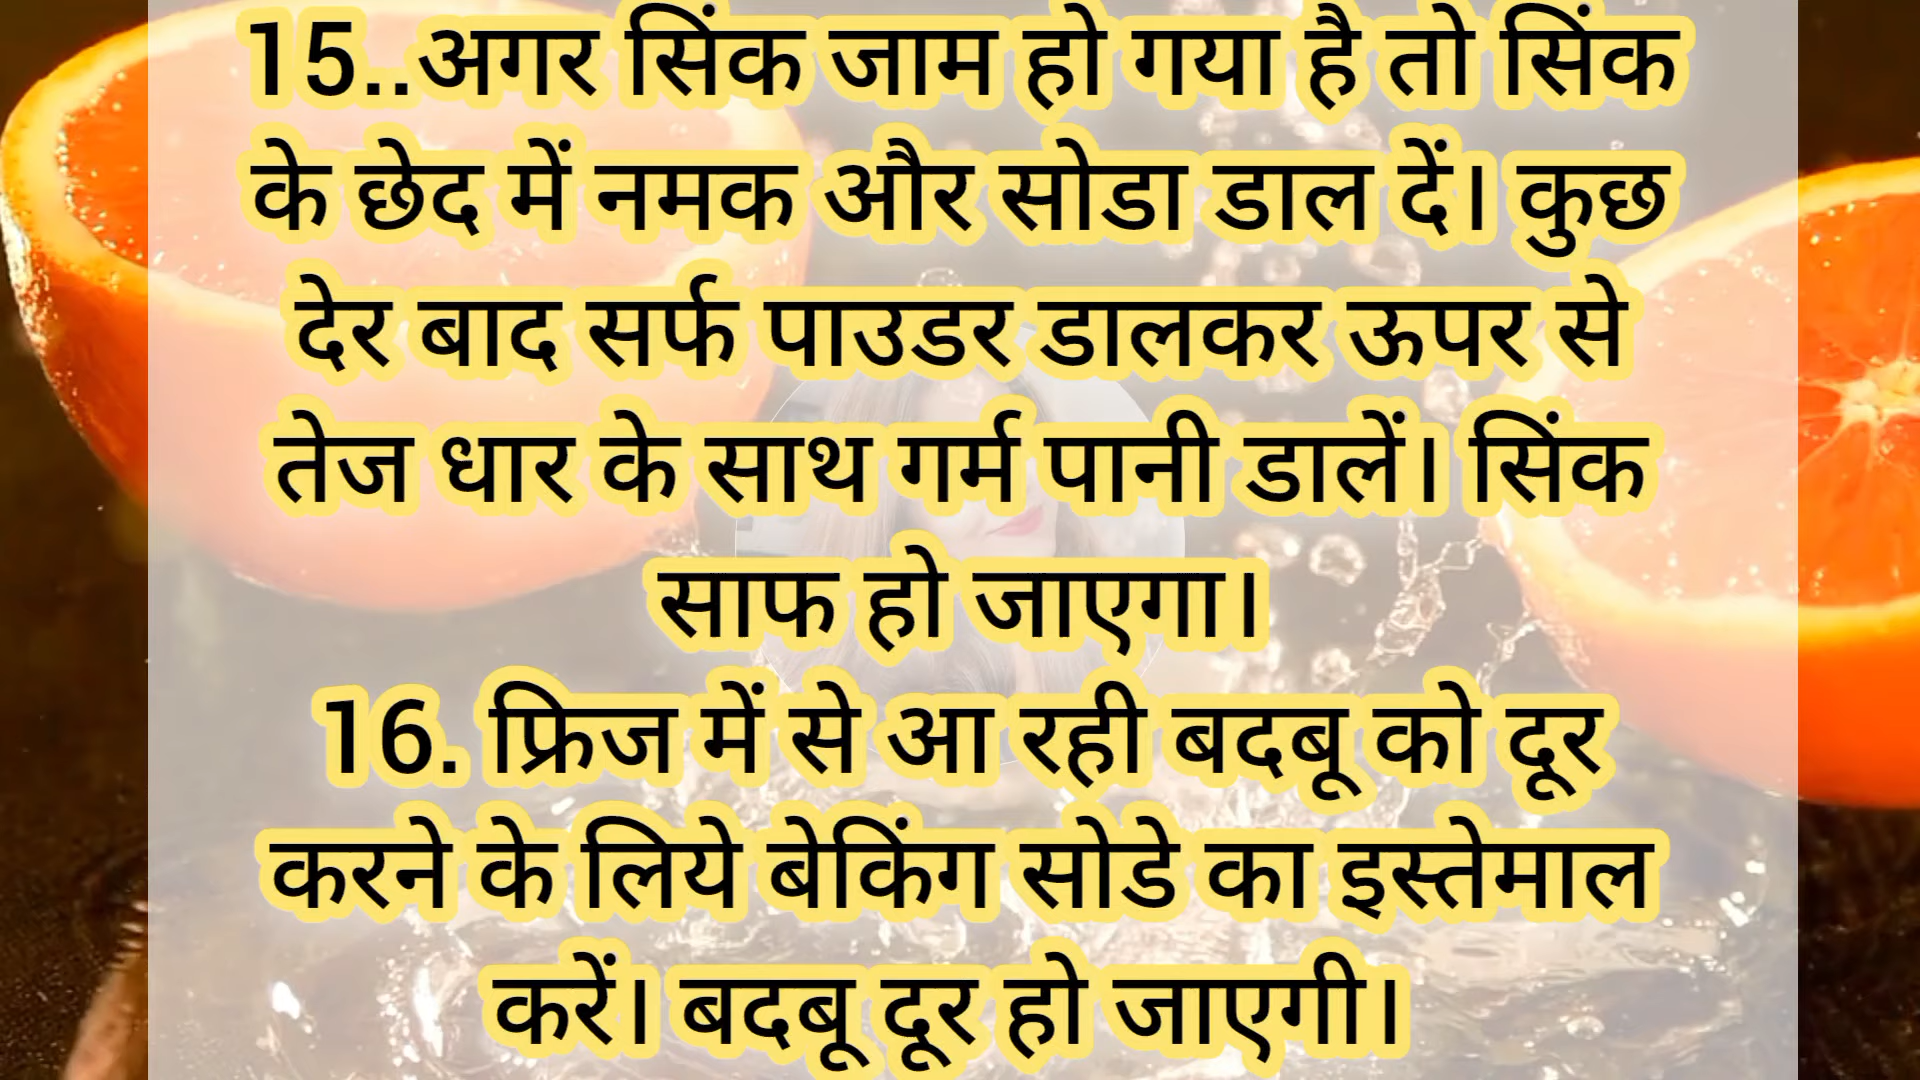 15..अगर सिंक जाम हो गया है तो सिंक
के छेद में नमक और सोडा डाल दें। कुछ
देर बाद सर्फ पाउडर डालकर ऊपर से
तेज धार के साथ गर्म पानी डालें। सिंक
साफ हो जाएगा।
16. फ्रिज में से आ रही बदबू को दूर
करने के लिये बेकिंग सोडे का इस्तेमाल
करें। बदबू दूर हो जाएगी।